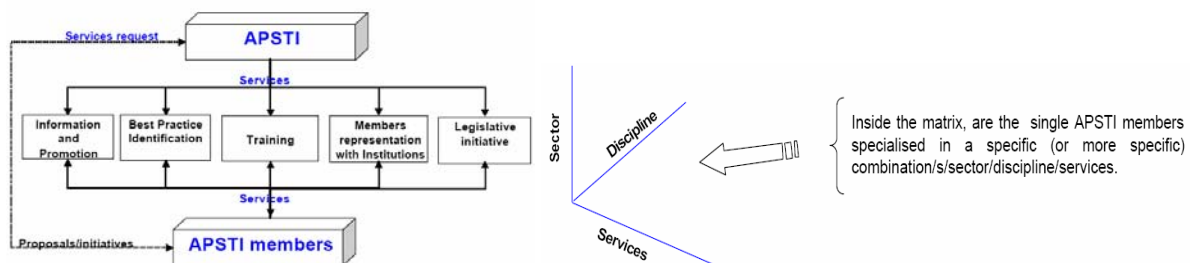 Services request
APSTI
Services
Information
and
Promotion
Best Practice
Identification
Training
Members
representation
with Institutions
Legislative
initiative
Services
Proposals/initiatives
APSTI members
Sector
Discipline
Services
Inside the matrix, are the single APSTI members
specialised in a specific (or more specific)
combination/s/sector/discipline/services.